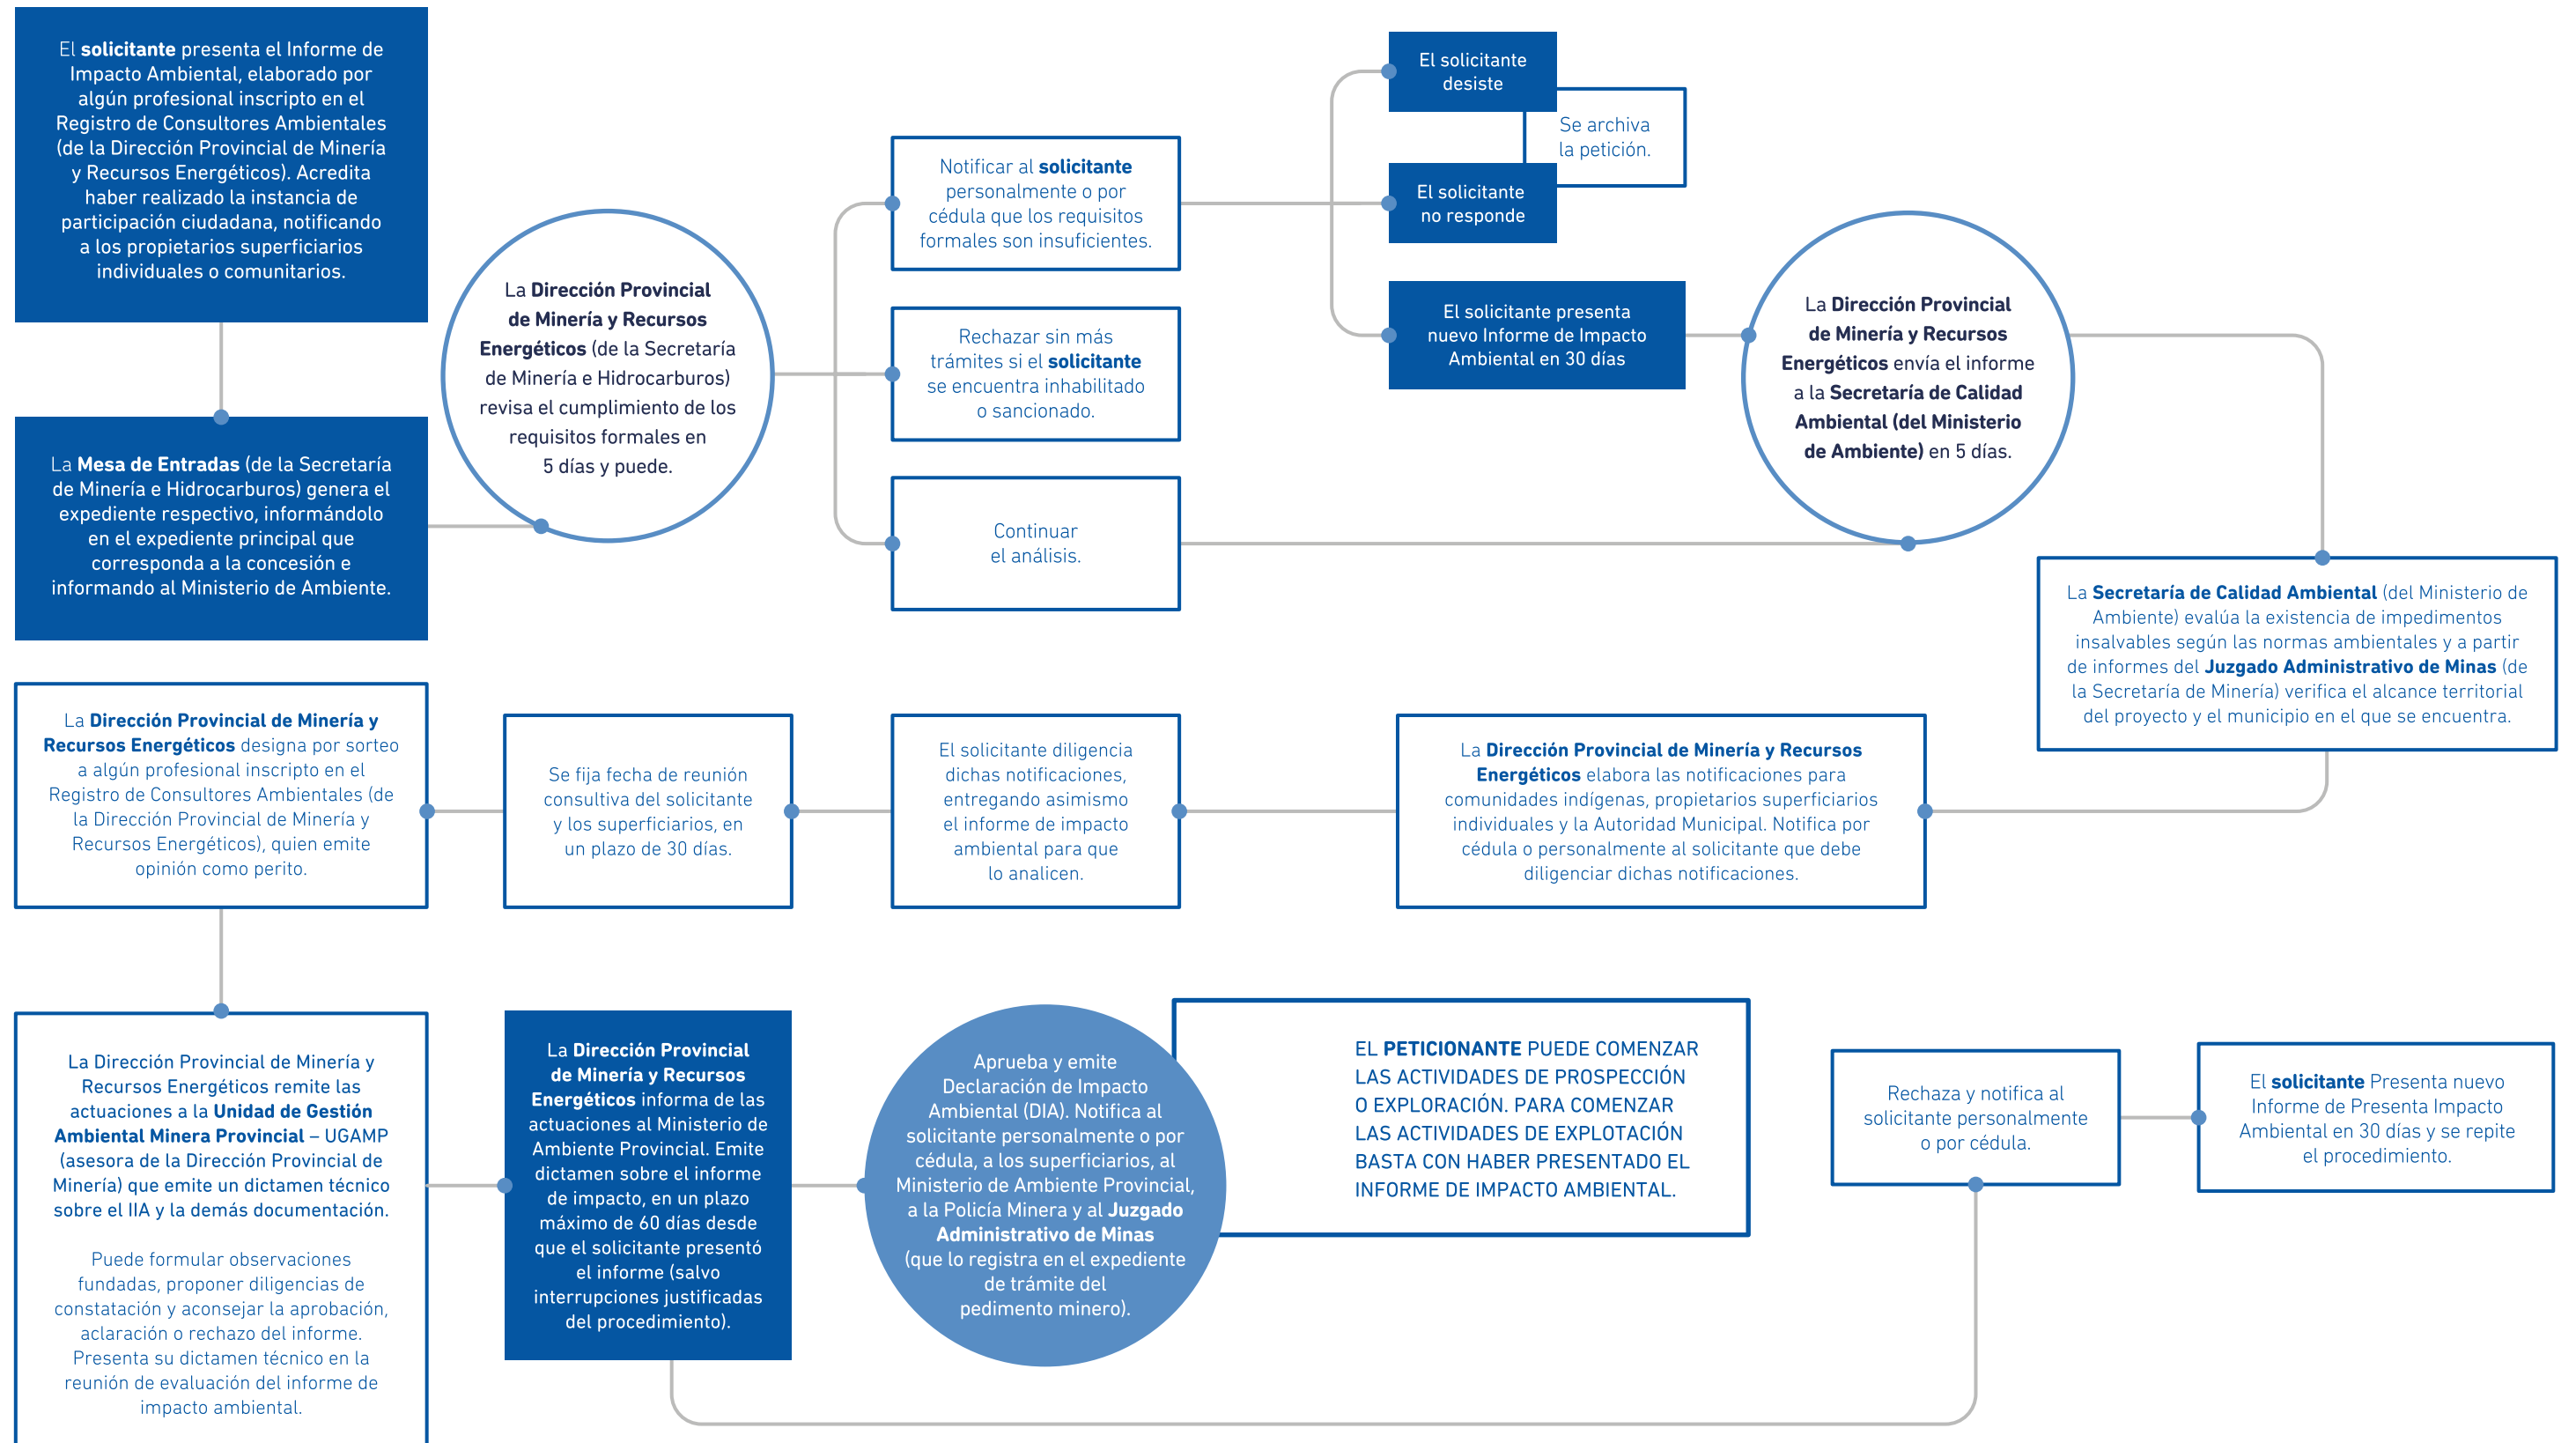 El solicitante presenta el Informe de
Impacto Ambiental, elaborado por
algún profesional inscripto en el
Registro de Consultores Ambientales
(de la Dirección Provincial de Minería
y Recursos Energéticos). Acredita
haber realizado la instancia de
participación ciudadana, notificando
a los propietarios superficiarios
individuales o comunitarios.
La Mesa de Entradas (de la Secretaría
de Minería e Hidrocarburos) genera el
expediente respectivo, informándolo
en el expediente principal que
corresponda a la concesión e
informando al Ministerio de Ambiente.
La Dirección Provincial
de Minería y Recursos
Energéticos (de la Secretaría
de Minería e Hidrocarburos)
revisa el cumplimiento de los
requisitos formales en
5 días y puede.
Notificar al solicitante
personalmente o por
cédula que los requisitos
formales son insuficientes.
Rechazar sin más
trámites si el solicitante
se encuentra inhabilitado
o sancionado.
Continuar
el análisis.
El solicitante
desiste
Se archiva
la petición.
El solicitante
no responde
El solicitante presenta
nuevo Informe de Impacto
Ambiental en 30 días
La Dirección Provincial
de Minería y Recursos
Energéticos envía el informe
a la Secretaría de Calidad
Ambiental (del Ministerio
de Ambiente) en 5 días.
La Secretaría de Calidad Ambiental (del Ministerio de
Ambiente) evalúa la existencia de impedimentos
insalvables según las normas ambientales y a partir
de informes del Juzgado Administrativo de Minas (de
la Secretaría de Minería) verifica el alcance territorial
del proyecto y el municipio en el que se encuentra.
La Dirección Provincial de Minería y Recursos
Energéticos elabora las notificaciones para
comunidades indígenas, propietarios superficiarios
individuales y la Autoridad Municipal. Notifica por
cédula o personalmente al solicitante que debe
diligenciar dichas notificaciones.
El solicitante diligencia
dichas notificaciones,
entregando asimismo
el informe de impacto
ambiental para que
lo analicen.
Se fija fecha de reunión
consultiva del solicitante
y los superficiarios, en
un plazo de 30 días.
La Dirección Provincial de Minería y
Recursos Energéticos designa por sorteo
a algún profesional inscripto en el
Registro de Consultores Ambientales (de
la Dirección Provincial de Minería y
Recursos Energéticos), quien emite
opinión como perito.
La Dirección Provincial de Minería y
Recursos Energéticos remite las
actuaciones a la Unidad de Gestión
Ambiental Minera Provincial – UGAMP
(asesora de la Dirección Provincial de
Minería) que emite un dictamen técnico
sobre el IIA y la demás documentación.
Puede formular observaciones
fundadas, proponer diligencias de
constatación y aconsejar la aprobación,
aclaración o rechazo del informe.
Presenta su dictamen técnico en la
reunión de evaluación del informe de
impacto ambiental.
La Dirección Provincial
de Minería y Recursos
Energéticos informa de las
actuaciones al Ministerio de
Ambiente Provincial. Emite
dictamen sobre el informe
de impacto, en un plazo
máximo de 60 días desde
que el solicitante presentó
el informe (salvo
interrupciones justificadas
del procedimiento).
Aprueba y emite
Declaración de Impacto
Ambiental (DIA). Notifica al
solicitante personalmente o por
cédula, a los superficiarios, al
Ministerio de Ambiente Provincial,
a la Policía Minera y al Juzgado
Administrativo de Minas
(que lo registra en el expediente
de trámite del
pedimento minero).
EL PETICIONANTE PUEDE COMENZAR
LAS ACTIVIDADES DE PROSPECCIÓN
O EXPLORACIÓN. PARA COMENZAR
LAS ACTIVIDADES DE EXPLOTACIÓN
BASTA CON HABER PRESENTADO EL
INFORME DE IMPACTO AMBIENTAL.
Rechaza y notifica al
solicitante personalmente
o por cédula.
El solicitante Presenta nuevo
Informe de Presenta Impacto
Ambiental en 30 días y se repite
el procedimiento.